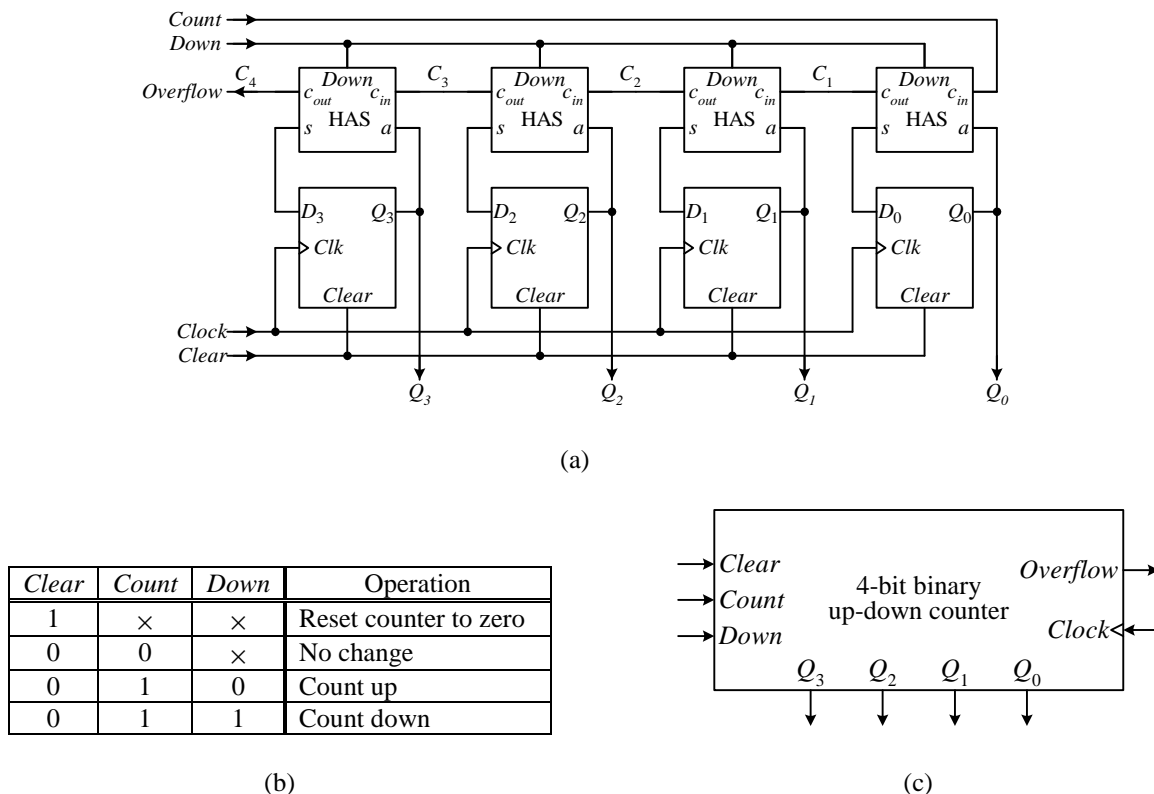 Count
Down
C4 C3 C2 C1
Overflow
Down Down Down Down
cout cin cout cin cout cin cout cin
HAS HAS HAS HAS
s a s a s a s a
D3 Q3 D2 Q2 D1 Q1 D0 Q0
Clk Clk Clk Clk
Clear Clear Clear Clear
Clock
Clear
Q3 Q2 Q1 Q0
(a)
Clear Count Down Operation
1 × × Reset counter to zero
0 0 × No change
0 1 0 Count up
0 1 1 Count down
(b)
Clear
Count
Down
4-bit binary
up-down counter
Overflow
Clock
Q3 Q2 Q1 Q0
(c)